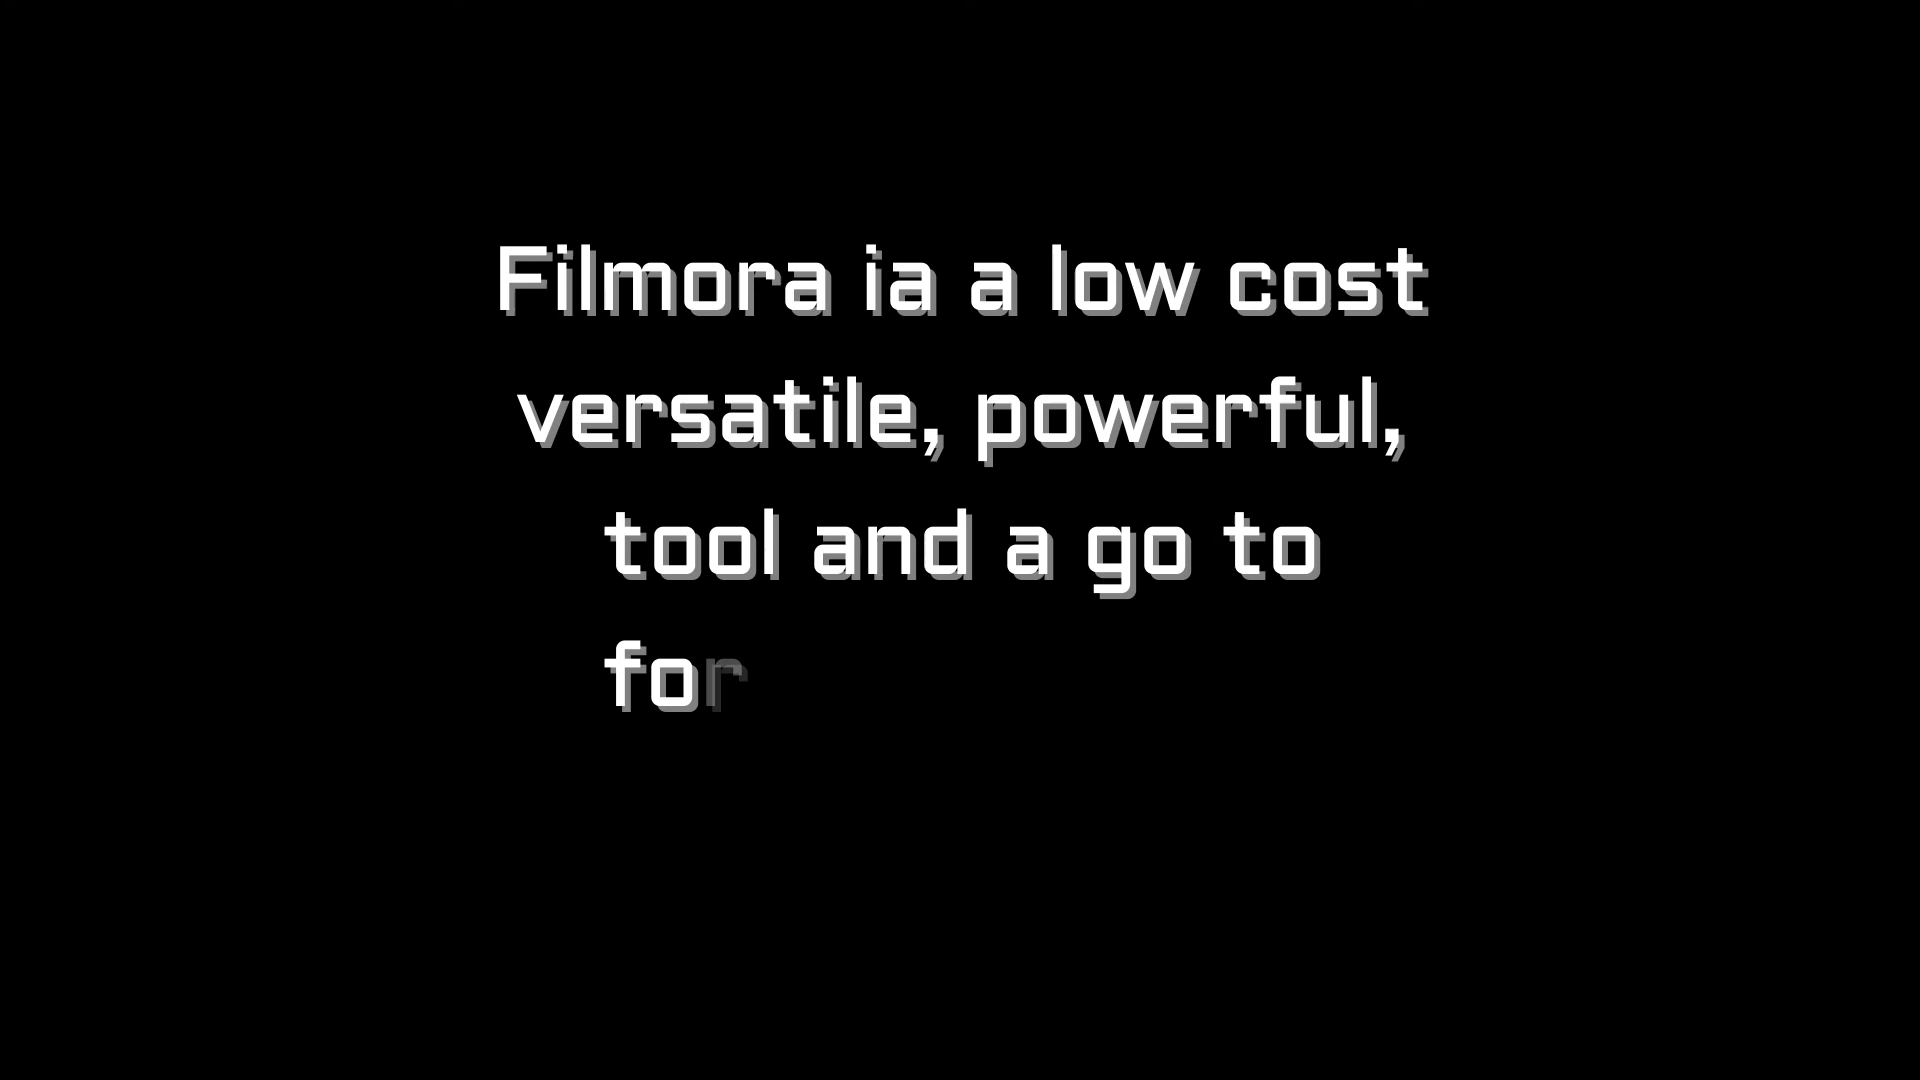 Filmora ia a low cost
versatile, powerful,
tool and a go to
for